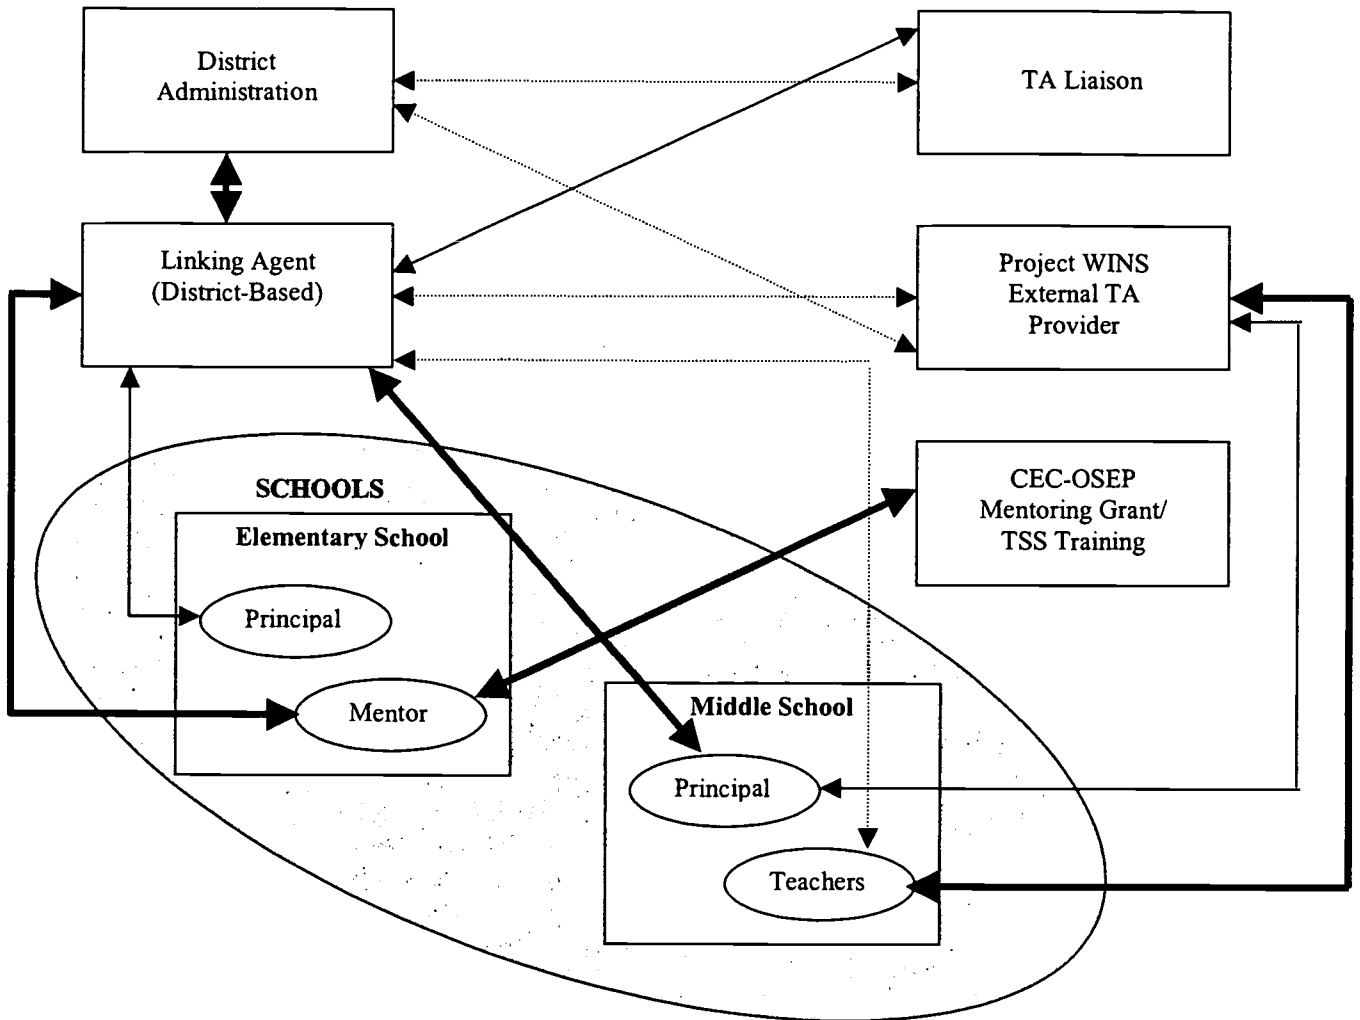 District
Administration
TA Liaison
Linking Agent
(District-Based)
Project WINS
External TA
Provider
CEC-OSEP
Mentoring Grant/
TSS Training
SCHOOLS
Elementary School
Principal
Mentor
Middle School
Principal
Teachers